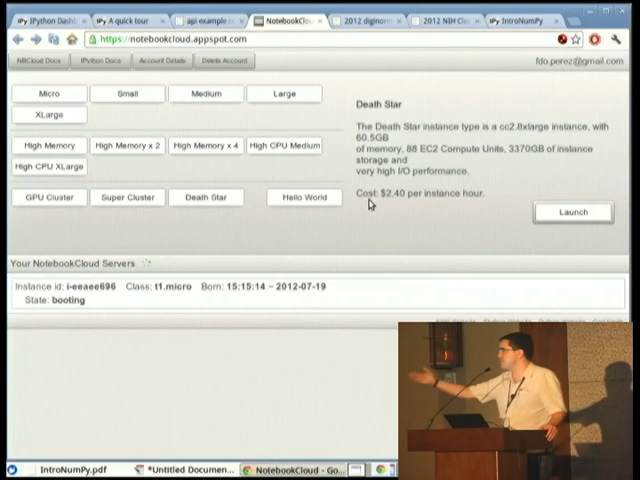 IPy IPython Dashb
IPy A quick tour
api example c
NotebookClou
2012 diginorm
2012 NIH Clou
IPy IntroNumPy
https://notebookcloud.appspot.com
NBCloud Docs
IPython Docs
Account Details
Delete Account
fdo.perez@gmail.com
Micro
Small
Medium
Large
XLarge
High Memory
High Memory x 2
High Memory x 4
High CPU Medium
High CPU XLarge
GPU Cluster
Super Cluster
Death Star
Hello World
Death Star
The Death Star instance type is a cc2.8xlarge instance, with
60.5GB
of memory, 88 EC2 Compute Units, 3370GB of instance
storage and
very high I/O performance.
Cost: $2.40 per instance hour.
Launch
Your NotebookCloud Servers
Instance id: i-eeaee696 Class: t1.micro Born: 15:15:14 – 2012-07-19
State: booting
IntroNumPy.pdf
*Untitled Documen...
NotebookCloud - Go...